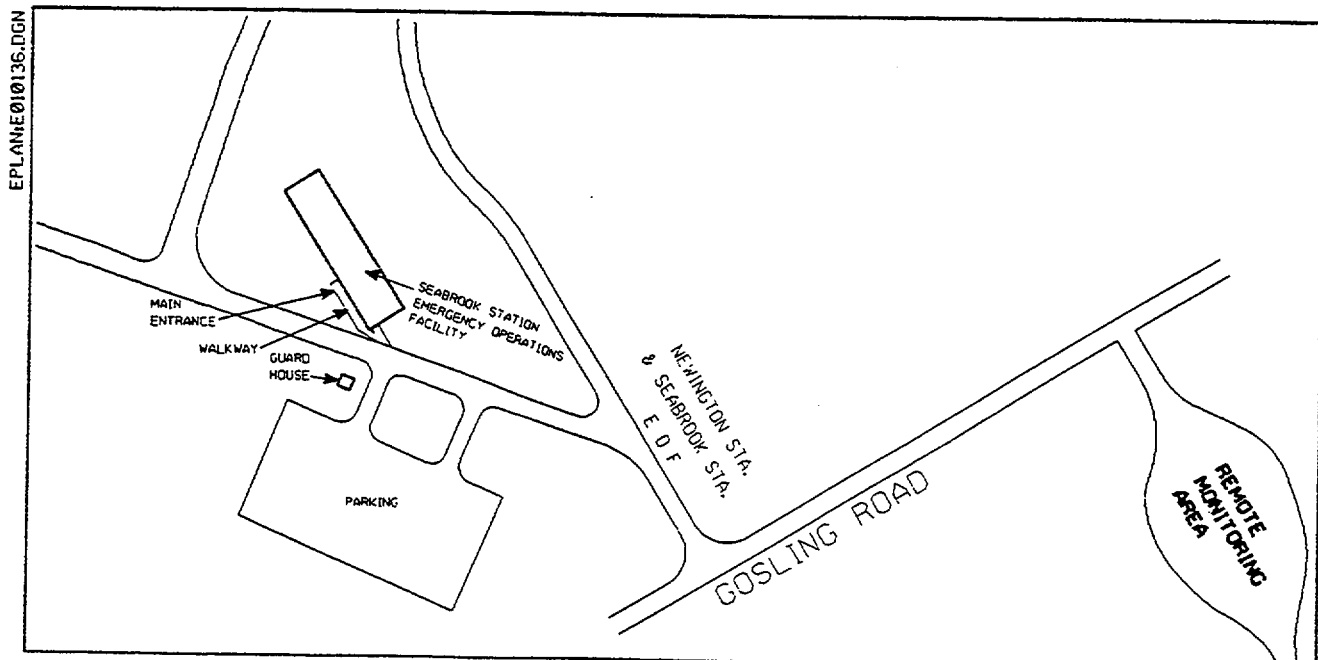 EPLAN:E010136.DGN
MAIN
ENTRANCE
WALKWAY
GUARD
HOUSE
SEABROOK STATION
EMERGENCY OPERATIONS
FACILITY
PARKING
NEWINGTON STA.
& SEABROOK STA.
E O F
GOSLING ROAD
REMOTE
MONITORING
AREA